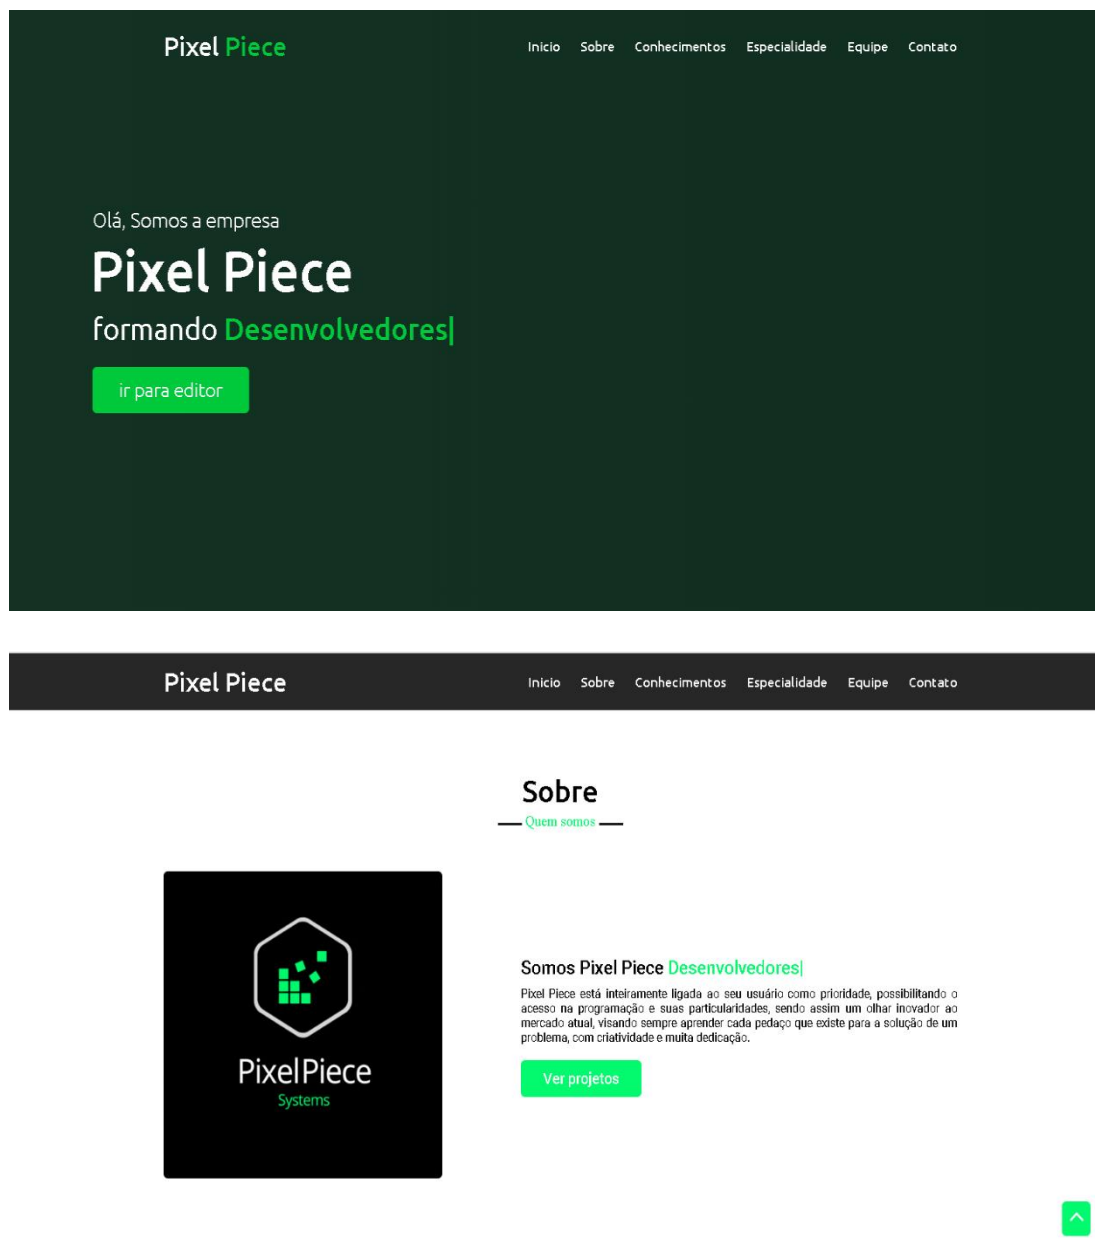 Pixel Piece
Inicio Sobre Conhecimentos Especialidade Equipe Contato
Olá, Somos a empresa
Pixel Piece
formando Desenvolvedores|
ir para editor
Pixel Piece
Inicio Sobre Conhecimentos Especialidade Equipe Contato
Sobre
Quem somos
PixelPiece
Systems
Somos Pixel Piece Desenvolvedores|
Pixel Piece está inteiramente ligada ao seu usuário como prioridade, possibilitando o
acesso na programação e suas particularidades, sendo assim um olhar inovador ao
mercado atual, visando sempre aprender cada pedaço que existe para a solução de um
problema, com criatividade e muita dedicação.
Ver projetos